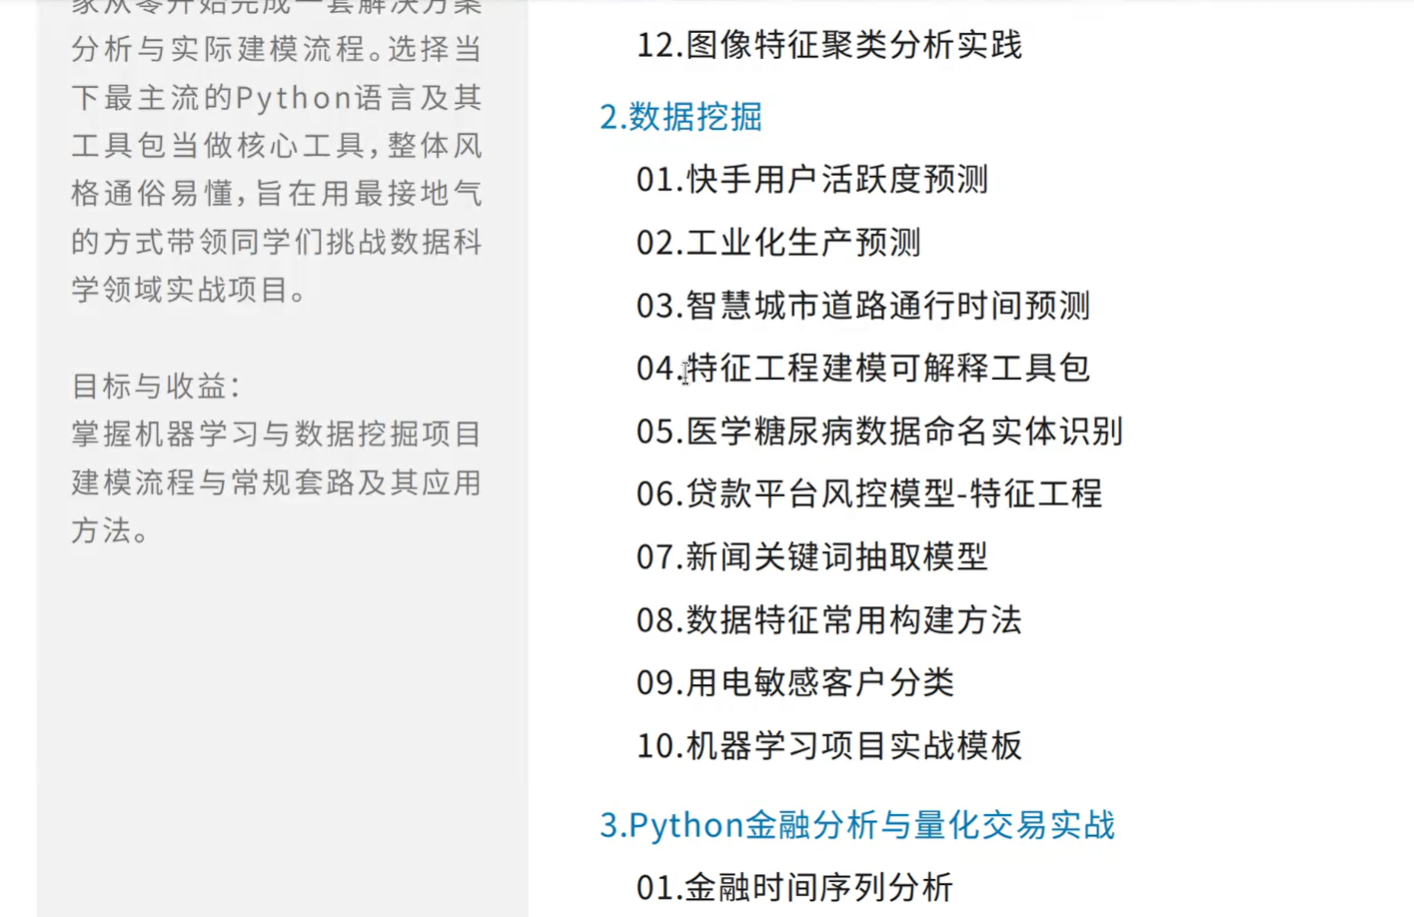 家从零开始完成一套解决方案
分析与实际建模流程。选择当
下最主流的Python语言及其
工具包当做核心工具，整体风
格通俗易懂，旨在用最接地气
的方式带领同学们挑战数据科
学领域实战项目。
目标与收益：
掌握机器学习与数据挖掘项目
建模流程与常规套路及其应用
方法。
12.图像特征聚类分析实践
2.数据挖掘
01.快手用户活跃度预测
02.工业化生产预测
03.智慧城市道路通行时间预测
04.特征工程建模可解释工具包
05.医学糖尿病数据命名实体识别
06.贷款平台风控模型-特征工程
07.新闻关键词抽取模型
08.数据特征常用构建方法
09.用电敏感客户分类
10.机器学习项目实战模板
3.Python金融分析与量化交易实战
01.金融时间序列分析